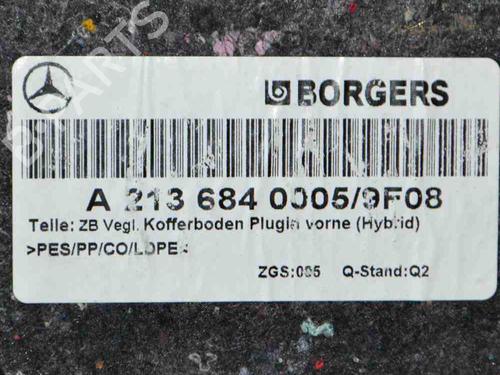 BORGERS
A 213 684 0005/9F08
Teile: ZB Vegl. Kofferboden Plugin vorne (Hybrid)
>PES/PP/CO/LDPE<
ZGS:005 Q-Stand:Q2